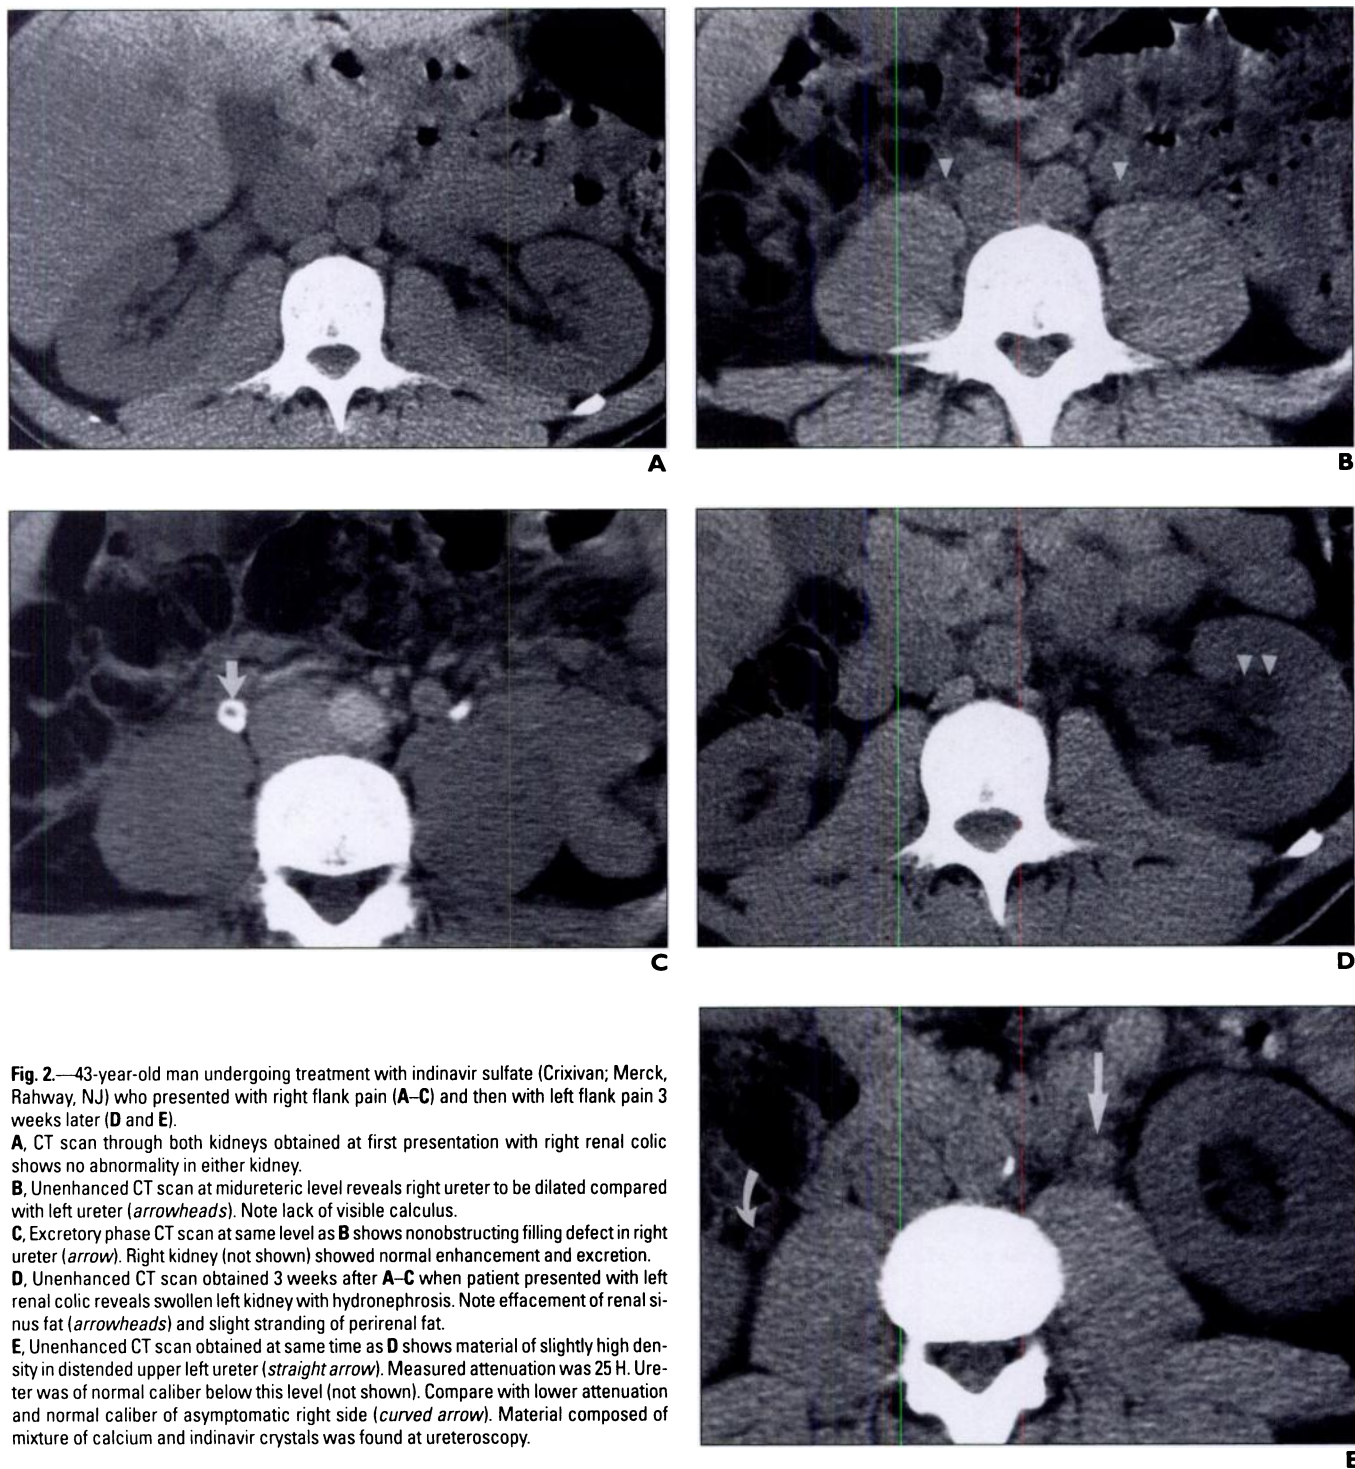 A
B
C
D
Fig. 2.—43-year-old man undergoing treatment with indinavir sulfate (Crixivan; Merck,
Rahway, NJ) who presented with right flank pain (A–C) and then with left flank pain 3
weeks later (D and E).
A, CT scan through both kidneys obtained at first presentation with right renal colic
shows no abnormality in either kidney.
B, Unenhanced CT scan at midureteric level reveals right ureter to be dilated compared
with left ureter (arrowheads). Note lack of visible calculus.
C, Excretory phase CT scan at same level as B shows nonobstructing filling defect in right
ureter (arrow). Right kidney (not shown) showed normal enhancement and excretion.
D, Unenhanced CT scan obtained 3 weeks after A–C when patient presented with left
renal colic reveals swollen left kidney with hydronephrosis. Note effacement of renal si-
nus fat (arrowheads) and slight stranding of perirenal fat.
E, Unenhanced CT scan obtained at same time as D shows material of slightly high den-
sity in distended upper left ureter (straight arrow). Measured attenuation was 25 H. Ure-
ter was of normal caliber below this level (not shown). Compare with lower attenuation
and normal caliber of asymptomatic right side (curved arrow). Material composed of
mixture of calcium and indinavir crystals was found at ureteroscopy.
E